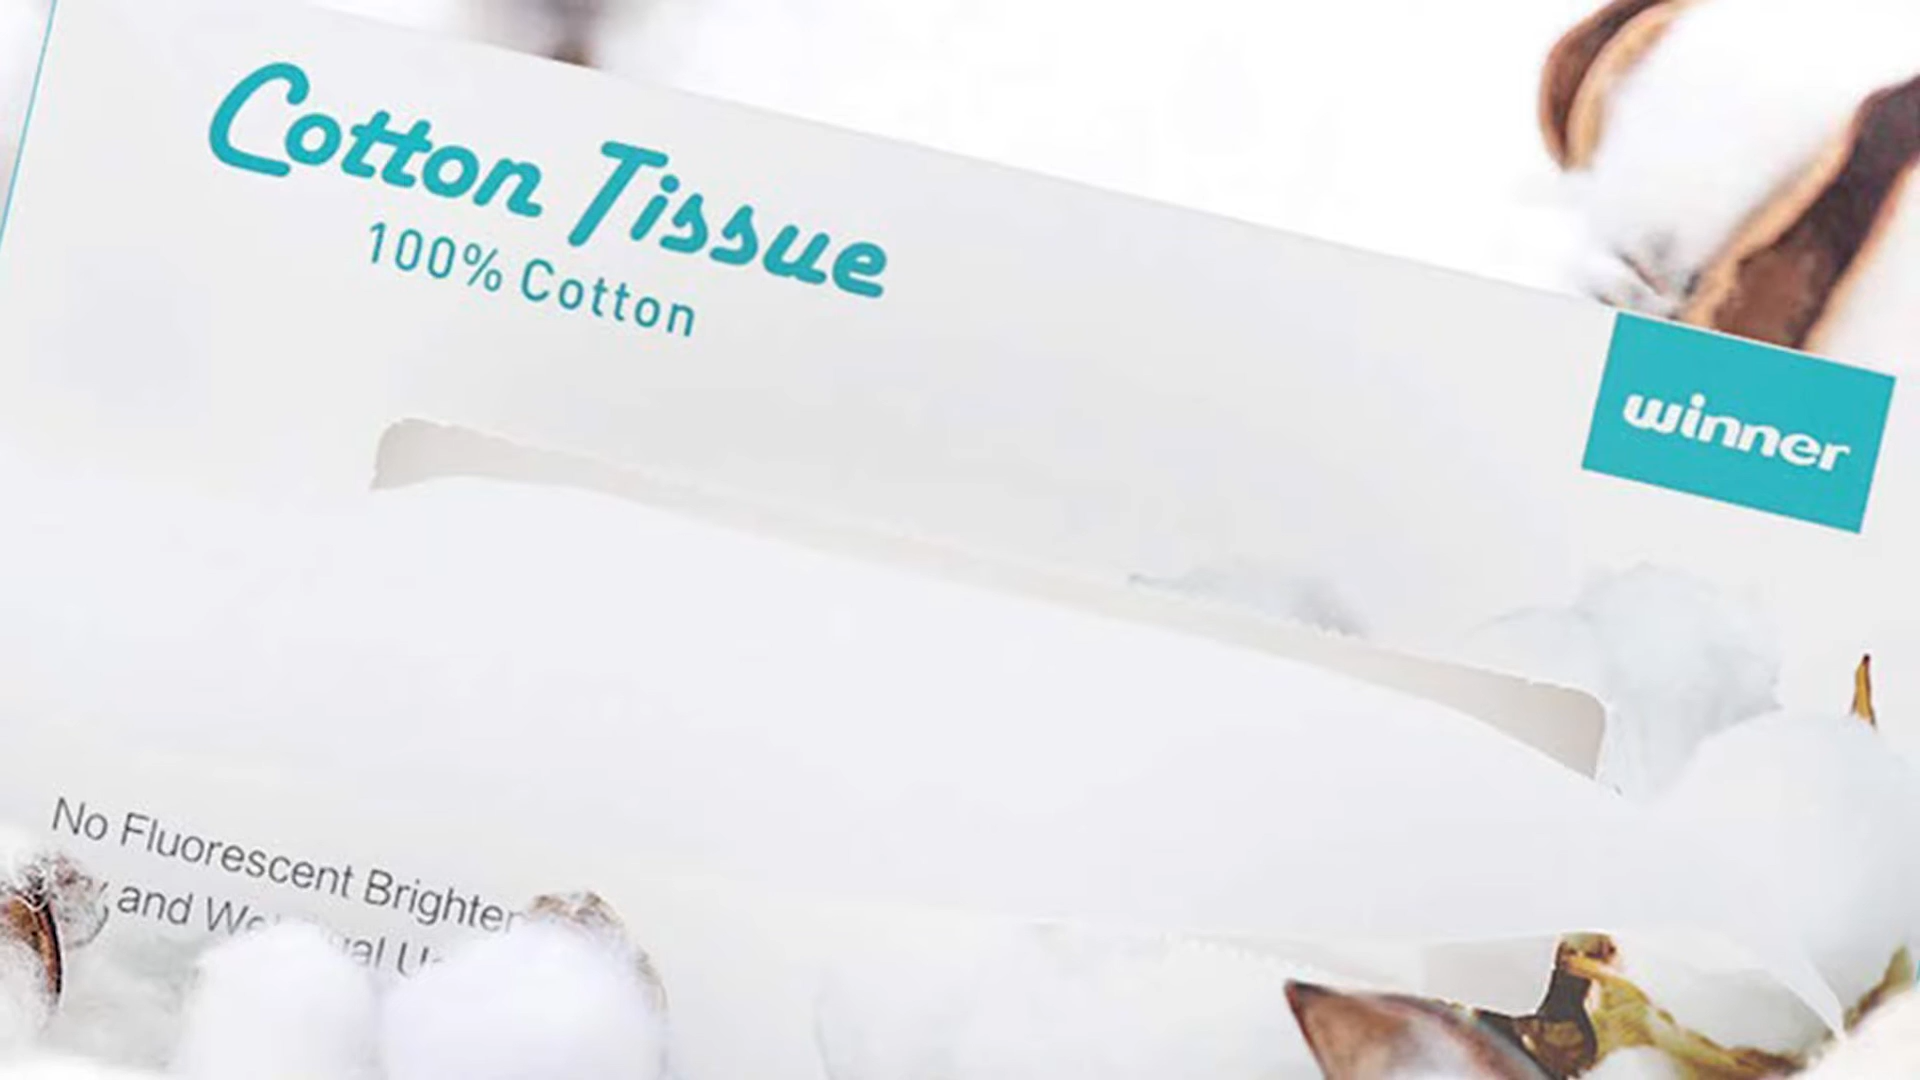 Cotton Tissue
100% Cotton
winner
No Fluorescent Brighten
and